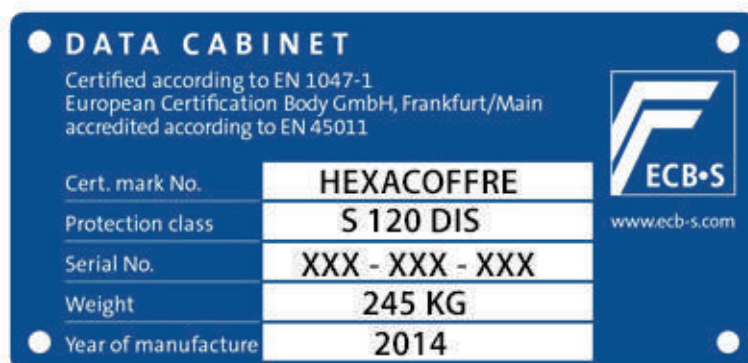 DATA CABINET
Certified according to EN 1047-1
European Certification Body GmbH, Frankfurt/Main
accredited according to EN 45011
ECB•S
www.ecb-s.com
Cert. mark No. HEXACOFFRE
Protection class S 120 DIS
Serial No. XXX - XXX - XXX
Weight 245 KG
Year of manufacture 2014